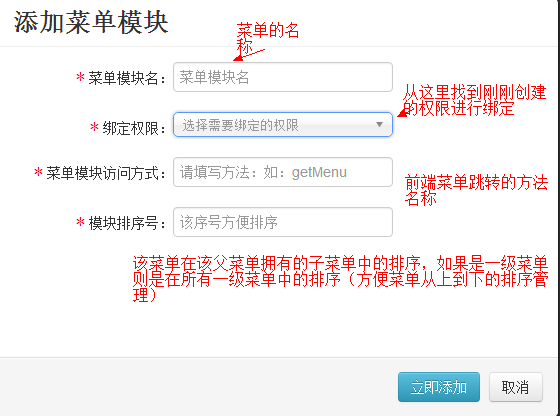 添加菜单模块
菜单的名
称
* 菜单模块名： 菜单模块名
从这里找到刚刚创建
的权限进行绑定
* 绑定权限： 选择需要绑定的权限
* 菜单模块访问方式： 请填写方法：如：getMenu
前端菜单跳转的方法
名称
* 模块排序号： 该序号方便排序
该菜单在该父菜单拥有的子菜单中的排序，如果是一级菜单
则是在所有一级菜单中的排序（方便菜单从上到下的排序管
理）
立即添加 取消